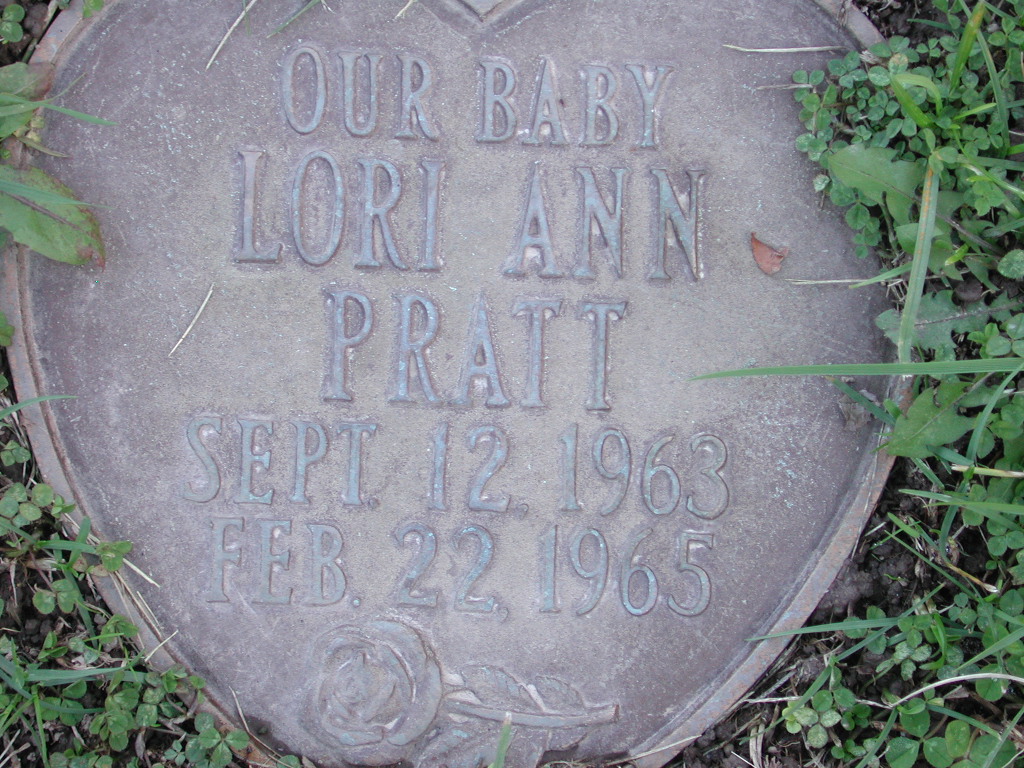 OUR BABY
LORI ANN
PRATT
SEPT. 12, 1963
FEB. 22, 1965